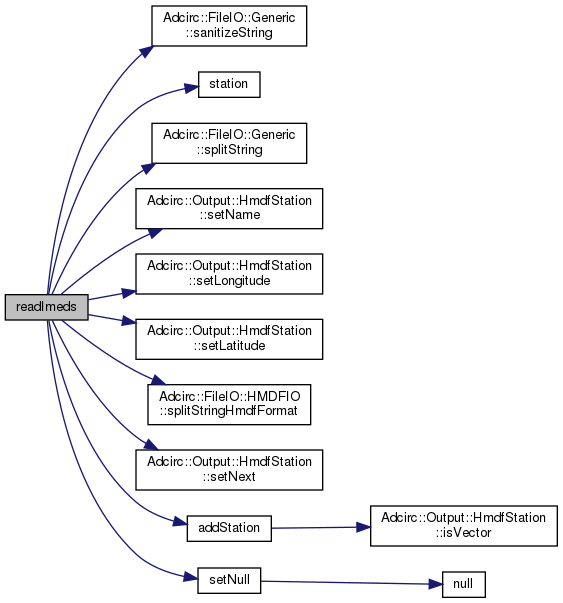 Adcirc::FileIO::Generic
::sanitizeString
station
Adcirc::FileIO::Generic
::splitString
Adcirc::Output::HmdfStation
::setName
Adcirc::Output::HmdfStation
::setLongitude
readImeds
Adcirc::Output::HmdfStation
::setLatitude
Adcirc::FileIO::HMDFIO
::splitStringHmdfFormat
Adcirc::Output::HmdfStation
::setNext
addStation
Adcirc::Output::HmdfStation
::isVector
setNull
null